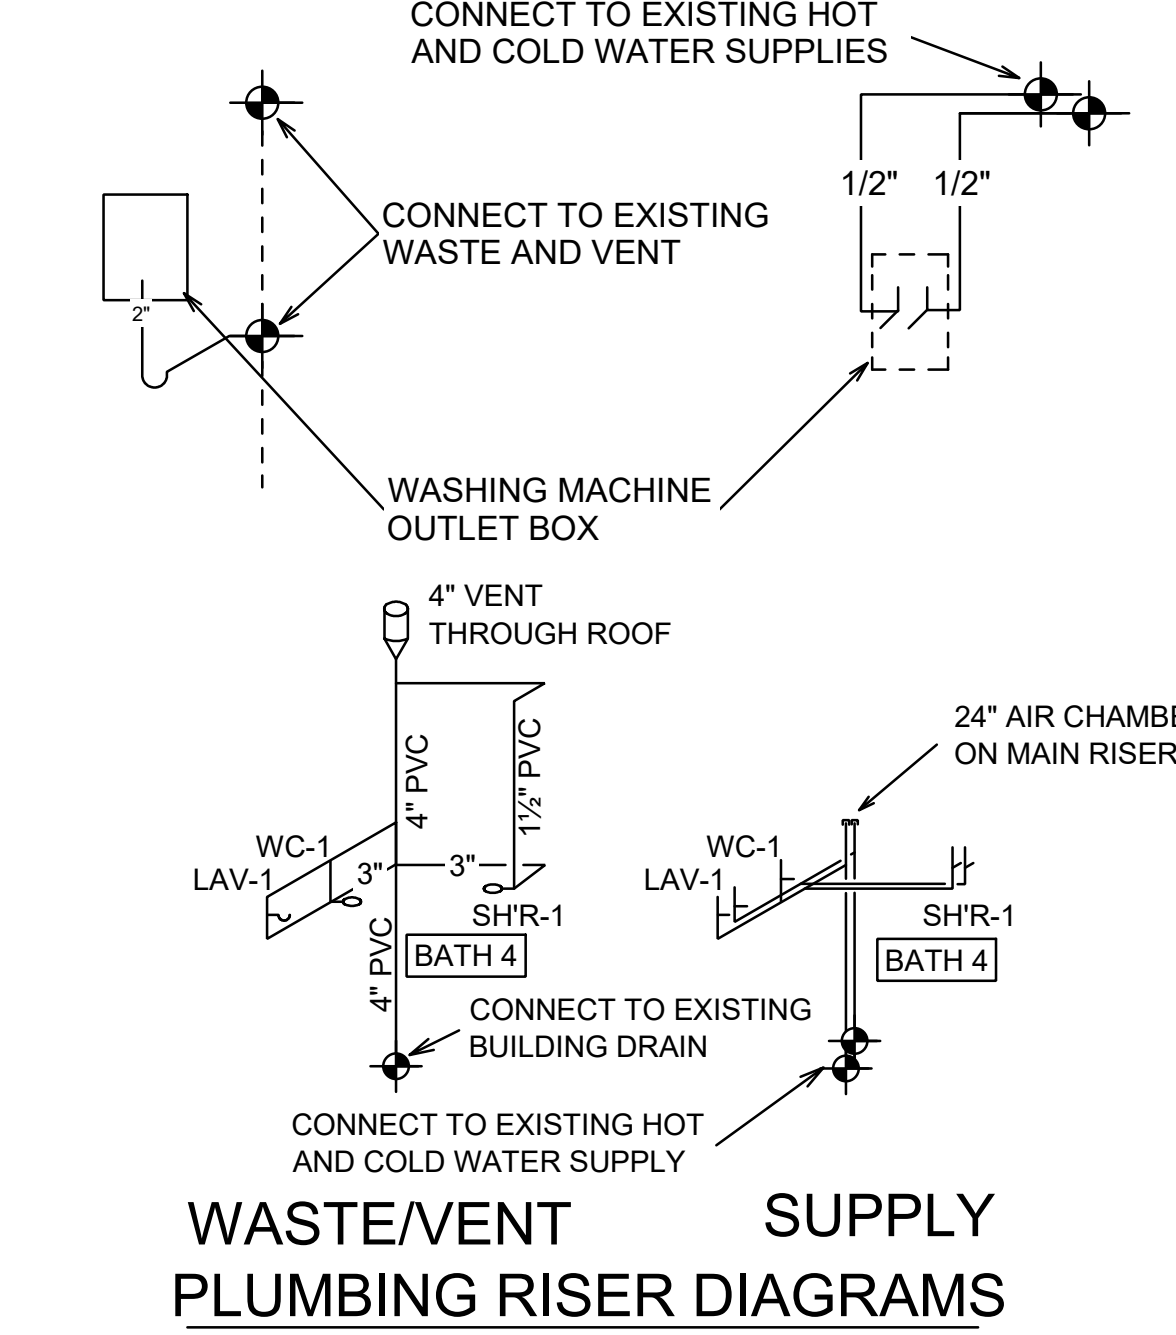 CONNECT TO EXISTING HOT
AND COLD WATER SUPPLIES
1/2" 1/2"
CONNECT TO EXISTING
WASTE AND VENT
2"
WASHING MACHINE
OUTLET BOX
4" VENT
THROUGH ROOF
24" AIR CHAMBE
ON MAIN RISER
4" PVC
1½" PVC
WC-1
LAV-1
3"
3"
SH'R-1
BATH 4
4" PVC
WC-1
LAV-1
SH'R-1
BATH 4
CONNECT TO EXISTING
BUILDING DRAIN
CONNECT TO EXISTING HOT
AND COLD WATER SUPPLY
WASTE/VENT
SUPPLY
PLUMBING RISER DIAGRAMS